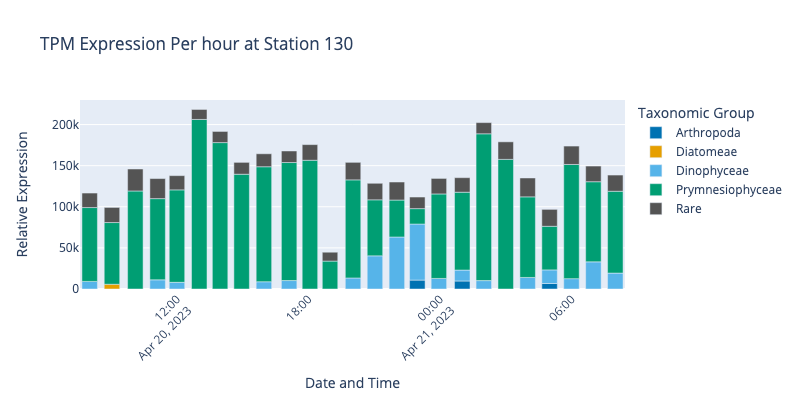 TPM Expression Per hour at Station 130
Relative Expression
200k
150k
100k
50k
0
12:00
Apr 20, 2023
18:00
00:00
Apr 21, 2023
06:00
Date and Time
Taxonomic Group
Arthropoda
Diatomeae
Dinophyceae
Prymnesiophyceae
Rare